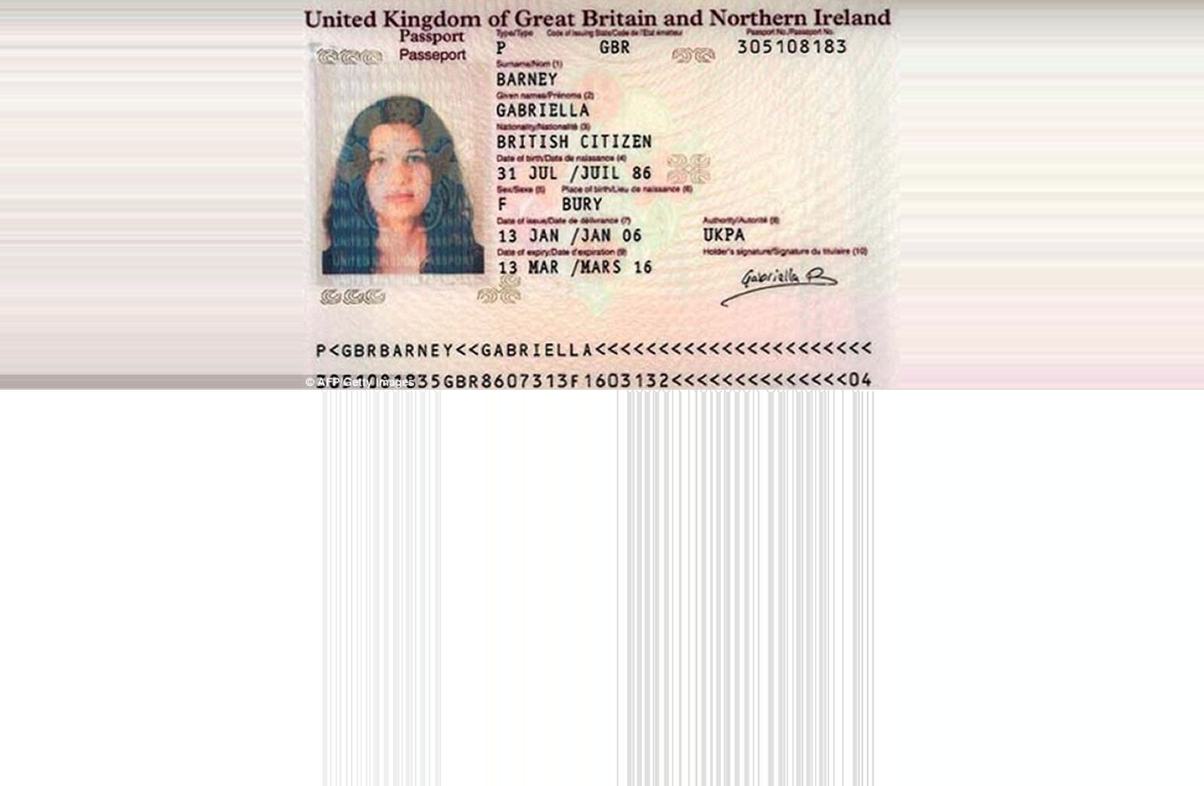 United Kingdom of Great Britain and Northern Ireland
Passport
Passeport
Type/Type Code of issuing State/Code de l'Etat émetteur Passport No./Passeport No.
P GBR 305108183
Surname/Nom (1)
BARNEY
Given names/Prénoms (2)
GABRIELLA
Nationality/Nationalité (3)
BRITISH CITIZEN
Date of birth/Date de naissance (4)
31 JUL /JUIL 86
Sex/Sexe (5) Place of birth/Lieu de naissance (6)
F BURY
Date of issue/Date de délivrance (7) Authority/Autorité (8)
13 JAN /JAN 06 UKPA
Date of expiry/Date d'expiration (9) Holder's signature/Signature du titulaire (10)
13 MAR /MARS 16
Gabriella B
P<GBRBARNEY<<GABRIELLA<<<<<<<<<<<<<<<<<<<<<<
3051081835GBR8607313F1603132<<<<<<<<<<<<<<04
© AFP Getty Images